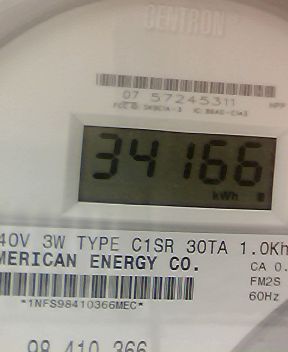 CENTRON
07 57245311
34166
kWh
40V 3W TYPE C1SR 30TA 1.0Kh
MERICAN ENERGY CO.
CA 0.
FM2S
60Hz
*1NFS98410366MEC*
98 410 366